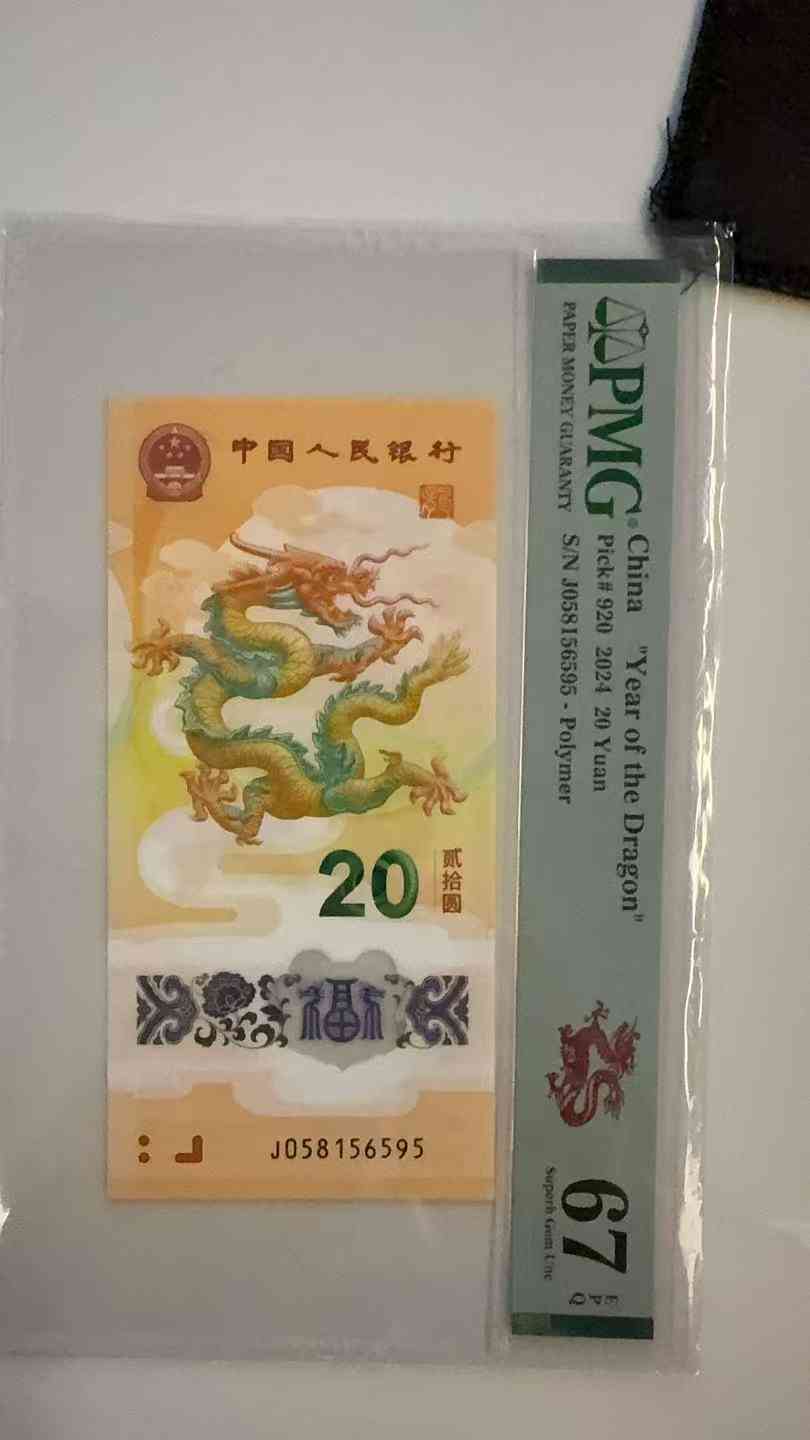 中国人民银行
20
贰拾圆
福
J058156595
PMG®
PAPER MONEY GUARANTY
China "Year of the Dragon"
Pick# 920 2024 20 Yuan
S/N J058156595 - Polymer
67
Superb Gem Unc
EPQ